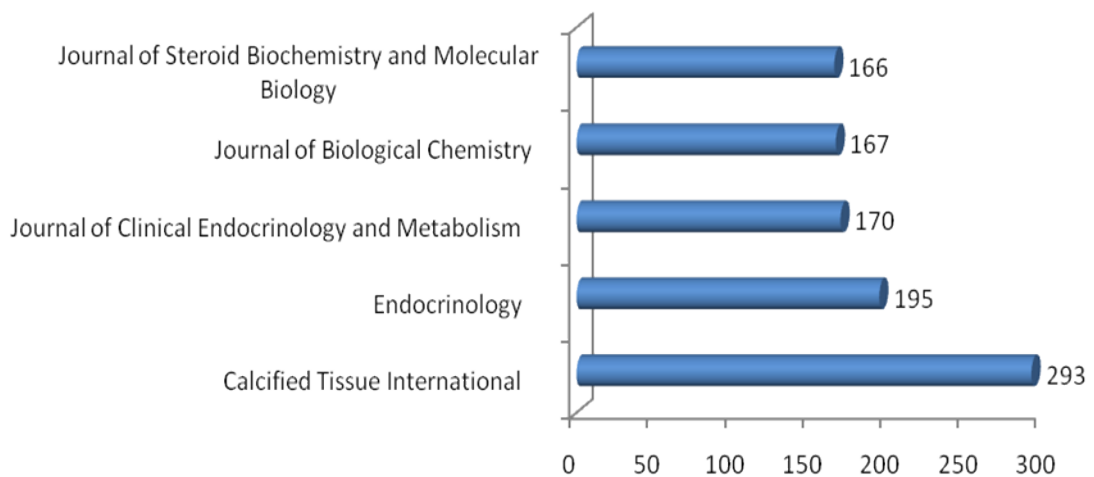 Journal of Steroid Biochemistry and Molecular
Biology
166
Journal of Biological Chemistry
167
Journal of Clinical Endocrinology and Metabolism
170
Endocrinology
195
Calcified Tissue International
293
0 50 100 150 200 250 300